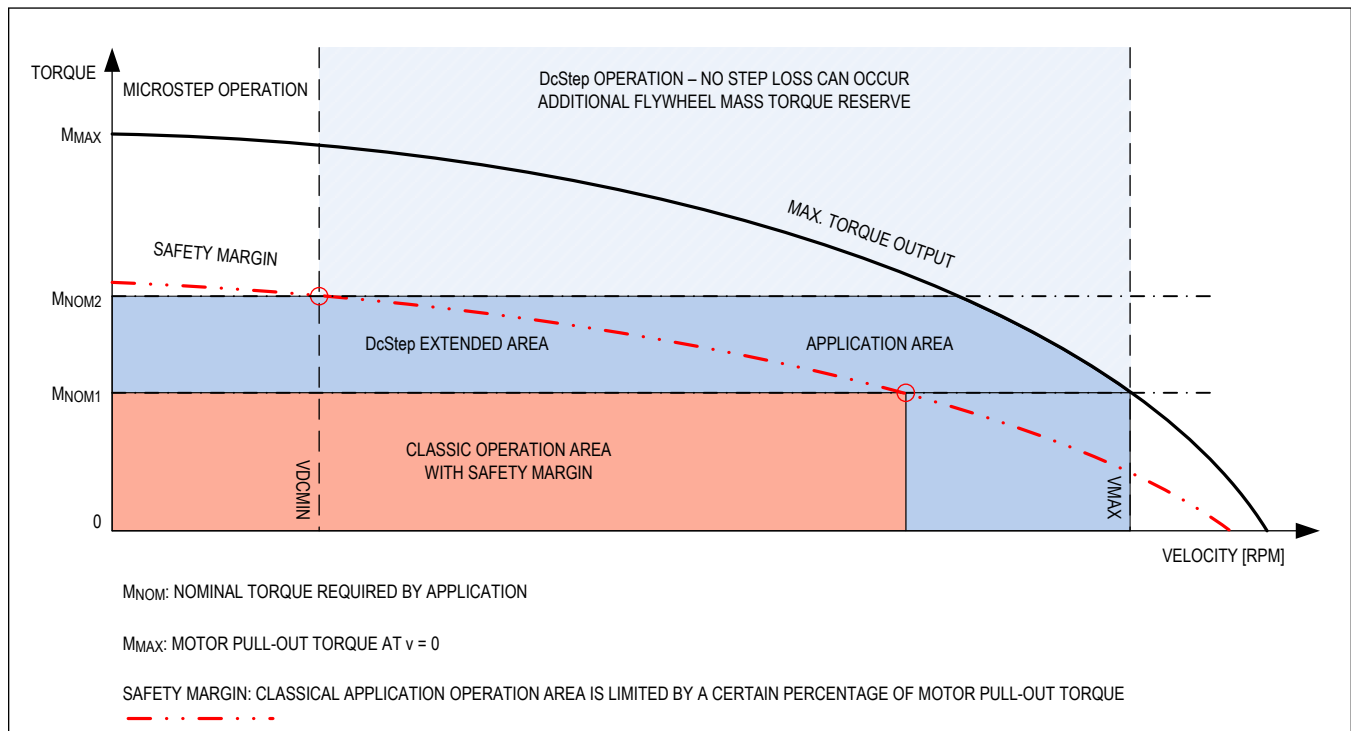 TORQUE
MICROSTEP OPERATION
DcStep OPERATION – NO STEP LOSS CAN OCCUR
ADDITIONAL FLYWHEEL MASS TORQUE RESERVE
MMAX
MAX. TORQUE OUTPUT
SAFETY MARGIN
MNOM2
DcStep EXTENDED AREA
APPLICATION AREA
MNOM1
CLASSIC OPERATION AREA
WITH SAFETY MARGIN
VDCMIN
VMAX
0
VELOCITY [RPM]
MNOM: NOMINAL TORQUE REQUIRED BY APPLICATION
MMAX: MOTOR PULL-OUT TORQUE AT v = 0
SAFETY MARGIN: CLASSICAL APPLICATION OPERATION AREA IS LIMITED BY A CERTAIN PERCENTAGE OF MOTOR PULL-OUT TORQUE